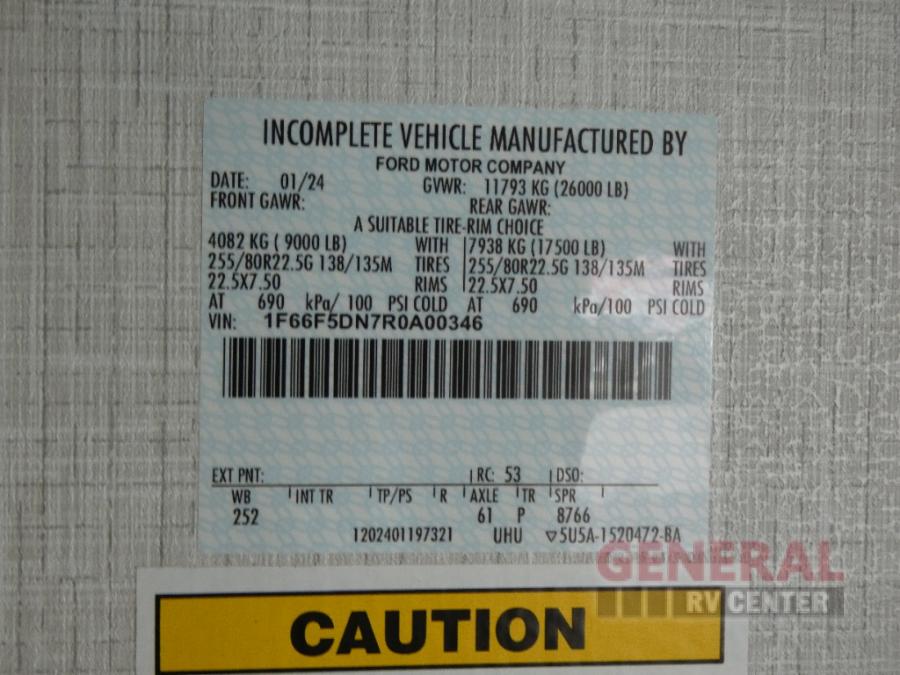 INCOMPLETE VEHICLE MANUFACTURED BY
FORD MOTOR COMPANY
DATE: 01/24 GVWR: 11793 KG (26000 LB)
FRONT GAWR: REAR GAWR:
A SUITABLE TIRE-RIM CHOICE
4082 KG ( 9000 LB) WITH 7938 KG (17500 LB) WITH
255/80R22.5G 138/135M TIRES 255/80R22.5G 138/135M TIRES
22.5X7.50 RIMS 22.5X7.50 RIMS
AT 690 kPa/ 100 PSI COLD AT 690 kPa/100 PSI COLD
VIN: 1F66F5DN7R0A00346
EXT PNT: RC: 53 DSO:
WB INT TR TP/PS R AXLE TR SPR
252 61 P 8766
1202401197321 UHU ▽5U5A-1520472-BA
GENERAL
RV CENTER
CAUTION